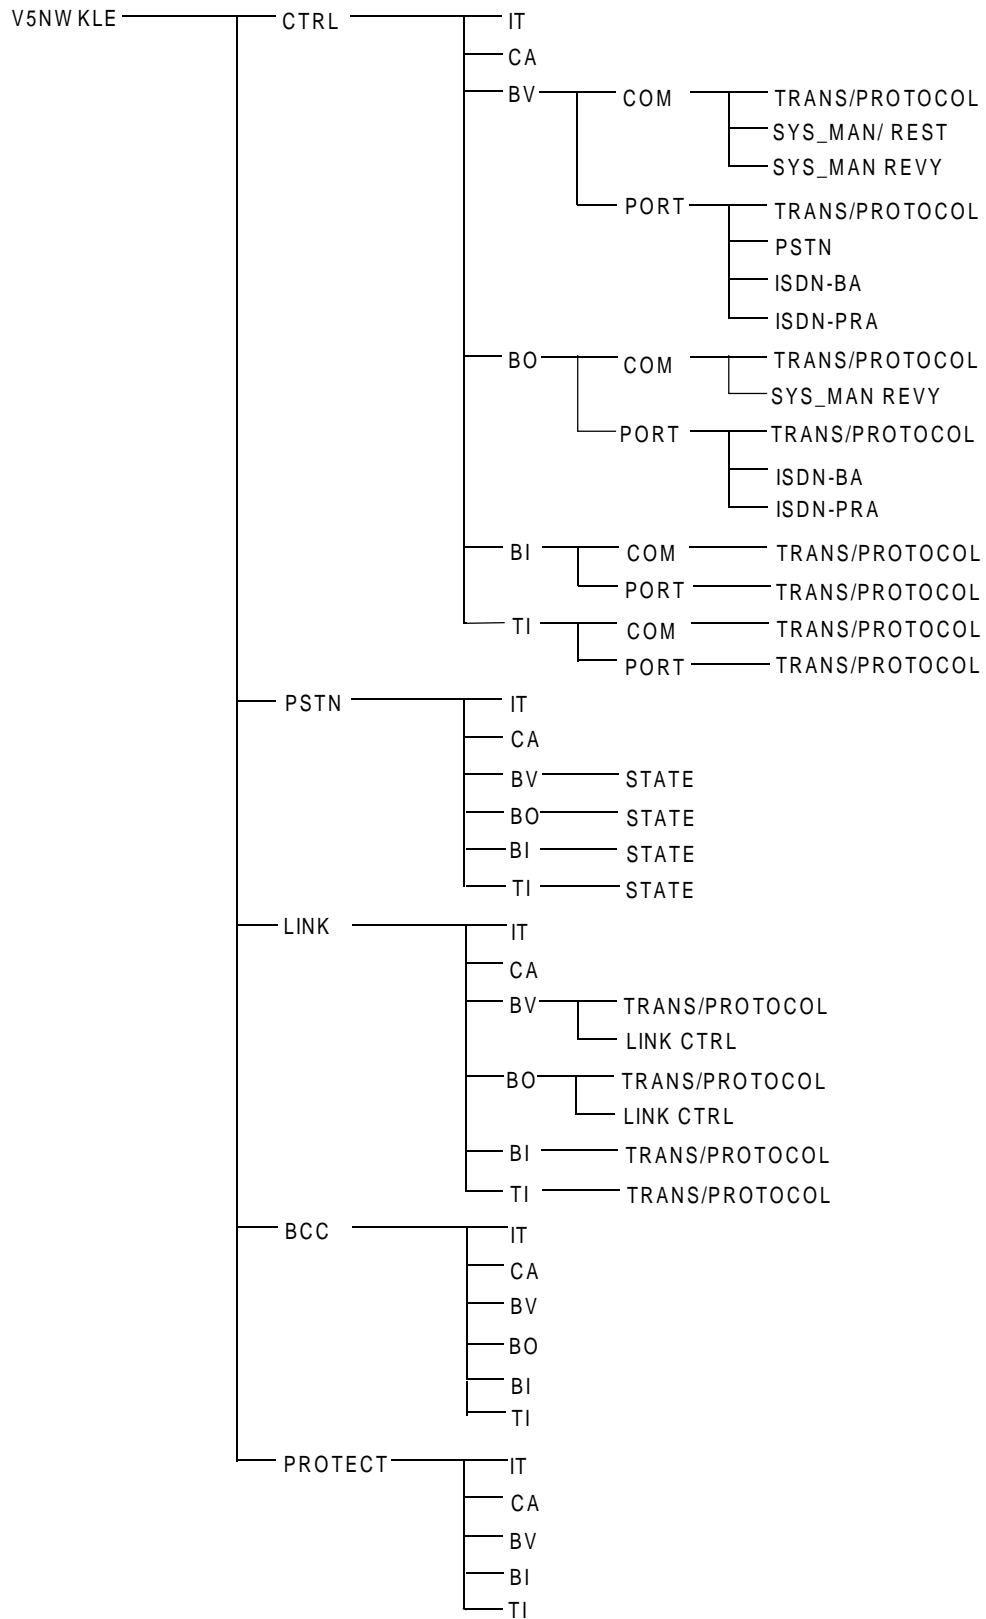 V5NWKLE CTRL IT
CA
BV COM TRANS/PROTOCOL
SYS_MAN/ REST
SYS_MAN REVY
PORT TRANS/PROTOCOL
PSTN
ISDN-BA
ISDN-PRA
BO COM TRANS/PROTOCOL
SYS_MAN REVY
PORT TRANS/PROTOCOL
ISDN-BA
ISDN-PRA
BI COM TRANS/PROTOCOL
PORT TRANS/PROTOCOL
TI COM TRANS/PROTOCOL
PORT TRANS/PROTOCOL
PSTN IT
CA
BV STATE
BO STATE
BI STATE
TI STATE
LINK IT
CA
BV TRANS/PROTOCOL
LINK CTRL
BO TRANS/PROTOCOL
LINK CTRL
BI TRANS/PROTOCOL
TI TRANS/PROTOCOL
BCC IT
CA
BV
BO
BI
TI
PROTECT IT
CA
BV
BI
TI